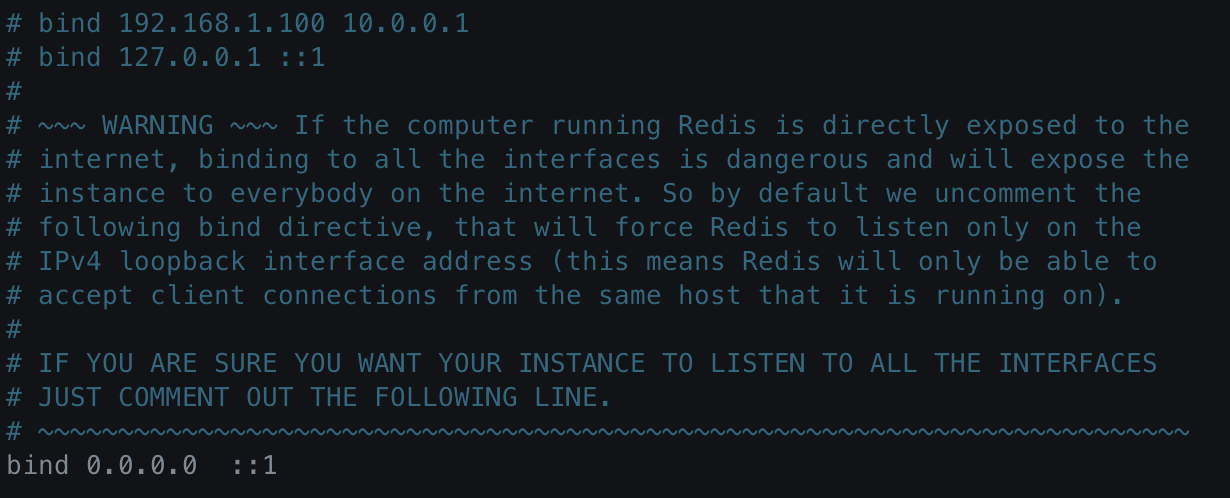 # bind 192.168.1.100 10.0.0.1
# bind 127.0.0.1 ::1
#
# ~~~ WARNING ~~~ If the computer running Redis is directly exposed to the
# internet, binding to all the interfaces is dangerous and will expose the
# instance to everybody on the internet. So by default we uncomment the
# following bind directive, that will force Redis to listen only on the
# IPv4 loopback interface address (this means Redis will only be able to
# accept client connections from the same host that it is running on).
#
# IF YOU ARE SURE YOU WANT YOUR INSTANCE TO LISTEN TO ALL THE INTERFACES
# JUST COMMENT OUT THE FOLLOWING LINE.
# ~~~~~~~~~~~~~~~~~~~~~~~~~~~~~~~~~~~~~~~~~~~~~~~~~~~~~~~~~~~~~~~~~~~~~~~~
bind 0.0.0.0  ::1